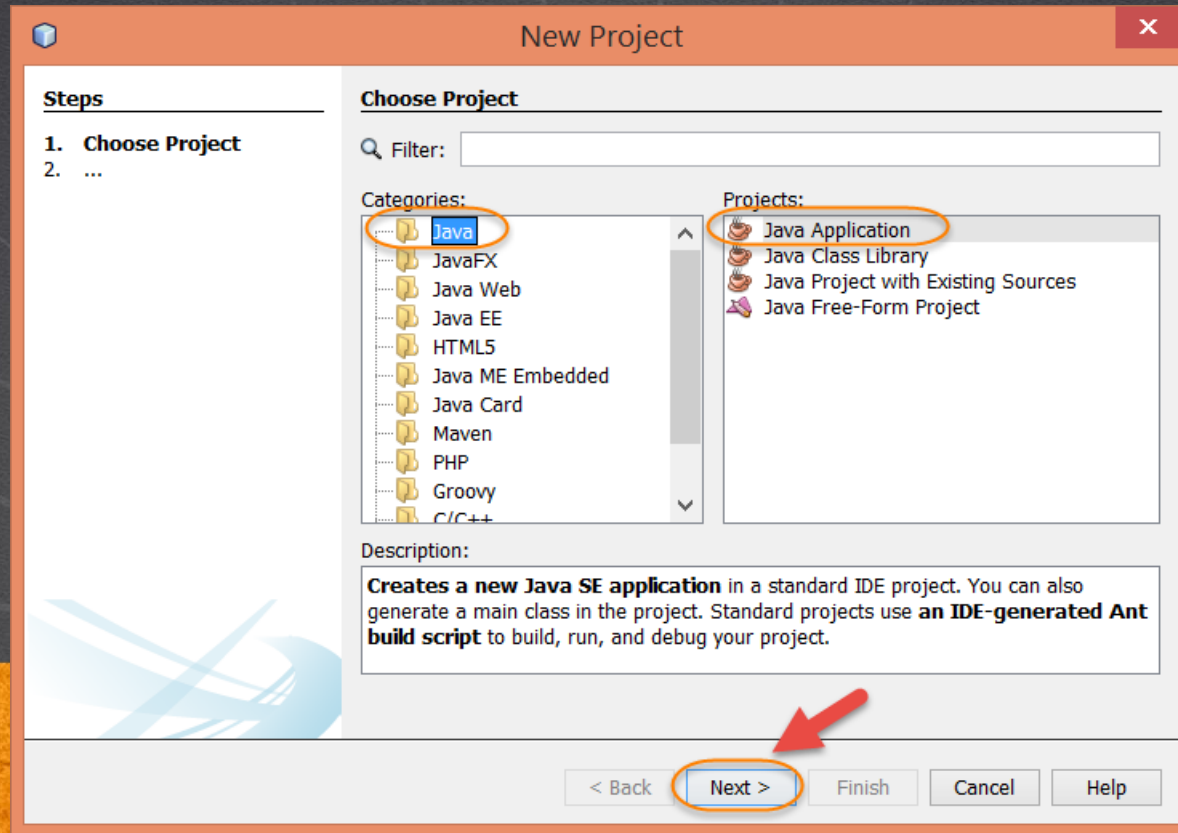 New Project
Steps
1. Choose Project
2. ...
Choose Project
Filter:
Categories:
Java
JavaFX
Java Web
Java EE
HTML5
Java ME Embedded
Java Card
Maven
PHP
Groovy
C/C++
Projects:
Java Application
Java Class Library
Java Project with Existing Sources
Java Free-Form Project
Description:
Creates a new Java SE application in a standard IDE project. You can also
generate a main class in the project. Standard projects use an IDE-generated Ant
build script to build, run, and debug your project.
< Back Next > Finish Cancel Help